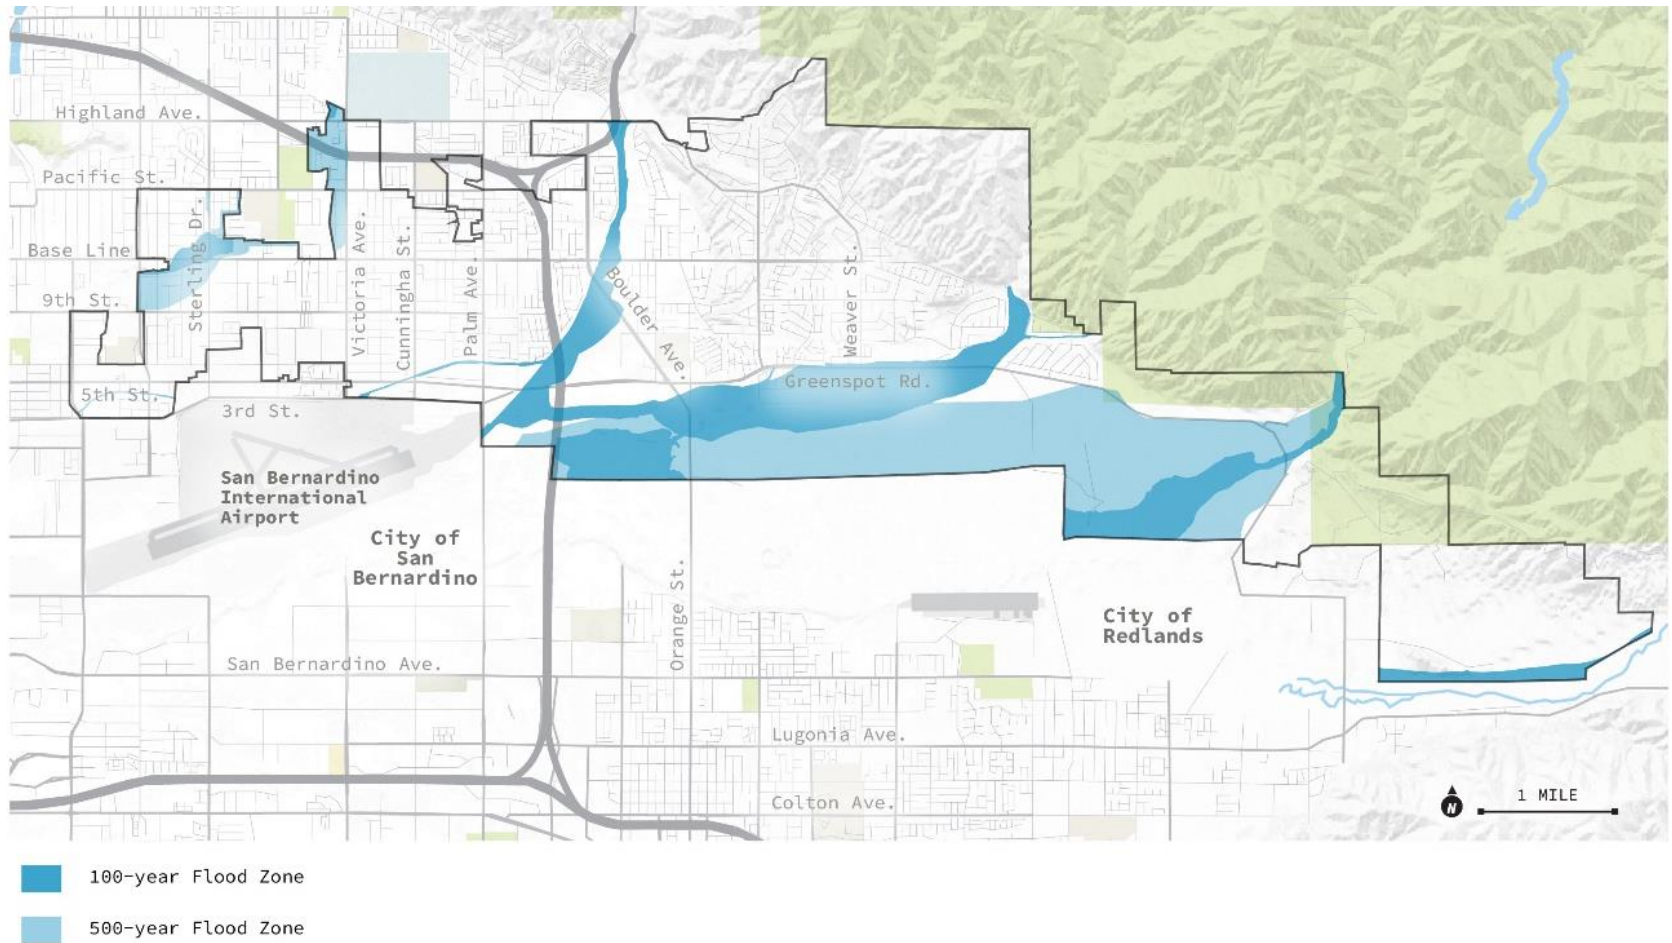 Highland Ave.
Pacific St.
Sterling Dr.
Base Line
Victoria Ave.
Cunningha St.
Palm Ave.
Boulder Ave.
Weaver St.
9th St.
5th St.
3rd St.
Greenspot Rd.
San Bernardino
International
Airport
City of
San
Bernardino
Orange St.
City of
Redlands
San Bernardino Ave.
Lugonia Ave.
Colton Ave.
N
1 MILE
100-year Flood Zone
500-year Flood Zone